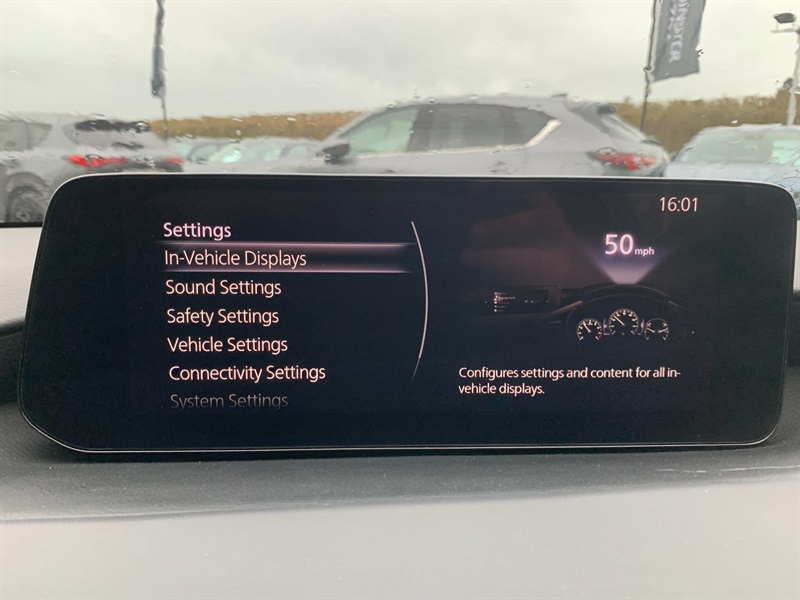 16:01
Settings
In-Vehicle Displays
Sound Settings
Safety Settings
Vehicle Settings
Connectivity Settings
System Settings
50 mph
Configures settings and content for all in-
vehicle displays.